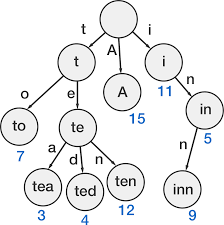 t A i
t A i
15 11
o e n
to te in
7 5
a d n n
tea ted ten inn
3 4 12 9